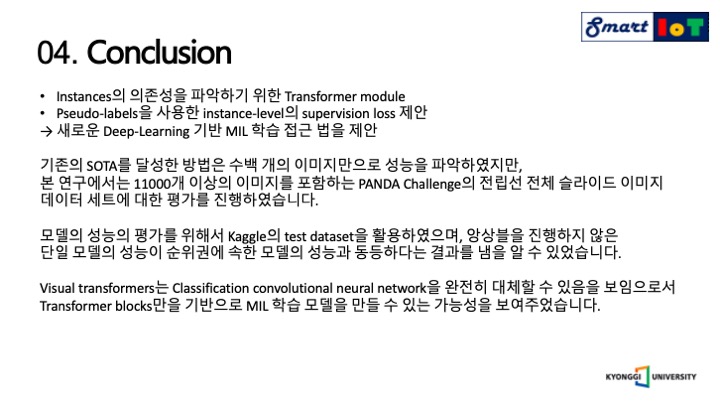 Smart IoT
04. Conclusion
• Instances의 의존성을 파악하기 위한 Transformer module
• Pseudo-labels을 사용한 instance-level의 supervision loss 제안
→ 새로운 Deep-Learning 기반 MIL 학습 접근 법을 제안
기존의 SOTA를 달성한 방법은 수백 개의 이미지만으로 성능을 파악하였지만,
본 연구에서는 11000개 이상의 이미지를 포함하는 PANDA Challenge의 전립선 전체 슬라이드 이미지
데이터 세트에 대한 평가를 진행하였습니다.
모델의 성능의 평가를 위해서 Kaggle의 test dataset을 활용하였으며, 앙상블을 진행하지 않은
단일 모델의 성능이 순위권에 속한 모델의 성능과 동등하다는 결과를 냄을 알 수 있었습니다.
Visual transformers는 Classification convolutional neural network을 완전히 대체할 수 있음을 보임으로서
Transformer blocks만을 기반으로 MIL 학습 모델을 만들 수 있는 가능성을 보여주었습니다.
KYONGGI UNIVERSITY